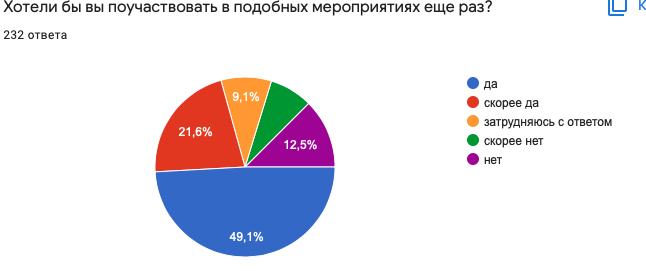 Хотели бы вы поучаствовать в подобных мероприятиях еще раз?
К
232 ответа
да
скорее да
затрудняюсь с ответом
скорее нет
нет
9,1%
21,6%
12,5%
49,1%